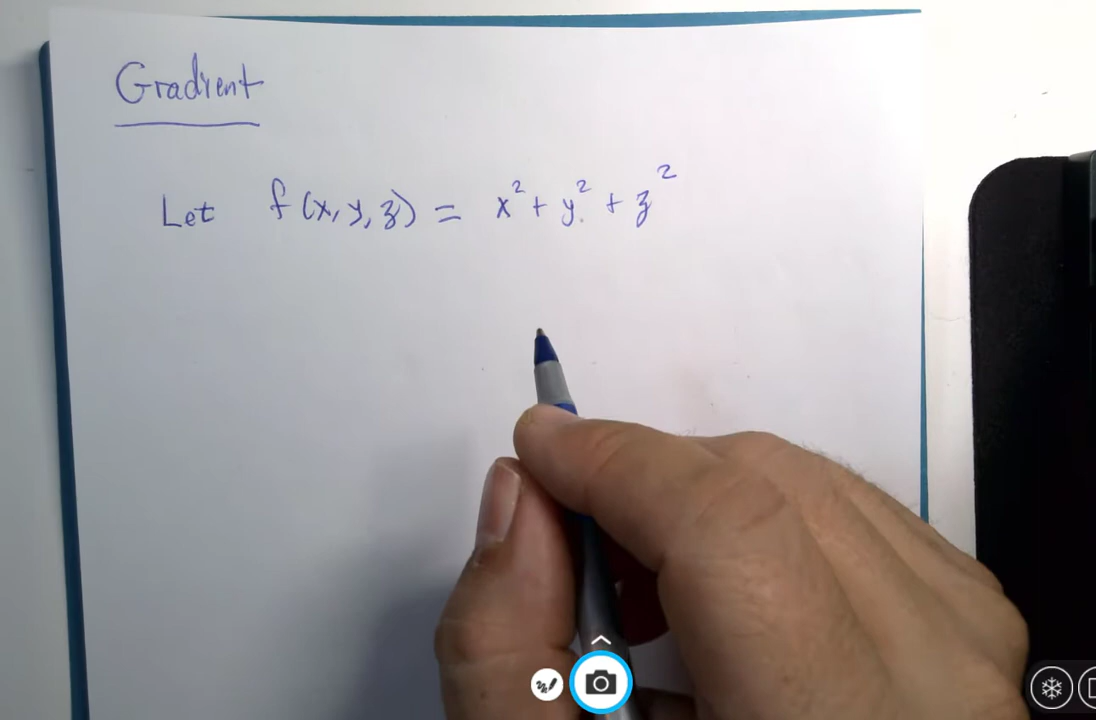 Gradient
Let f(x, y, z) = x² + y² + z²